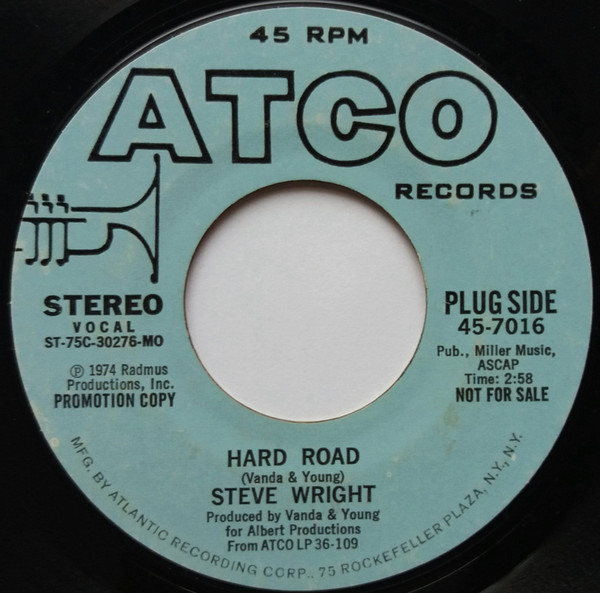 45 RPM
ATCO
RECORDS
STEREO
VOCAL
ST-75C-30276-MO
℗ 1974 Radmus
Productions, Inc.
PROMOTION COPY
PLUG SIDE
45-7016
Pub., Miller Music,
ASCAP
Time: 2:58
NOT FOR SALE
HARD ROAD
(Vanda & Young)
STEVE WRIGHT
Produced by Vanda & Young
for Albert Productions
From ATCO LP 36-109
MFG. BY ATLANTIC RECORDING CORP., 75 ROCKEFELLER PLAZA, N.Y., N.Y.